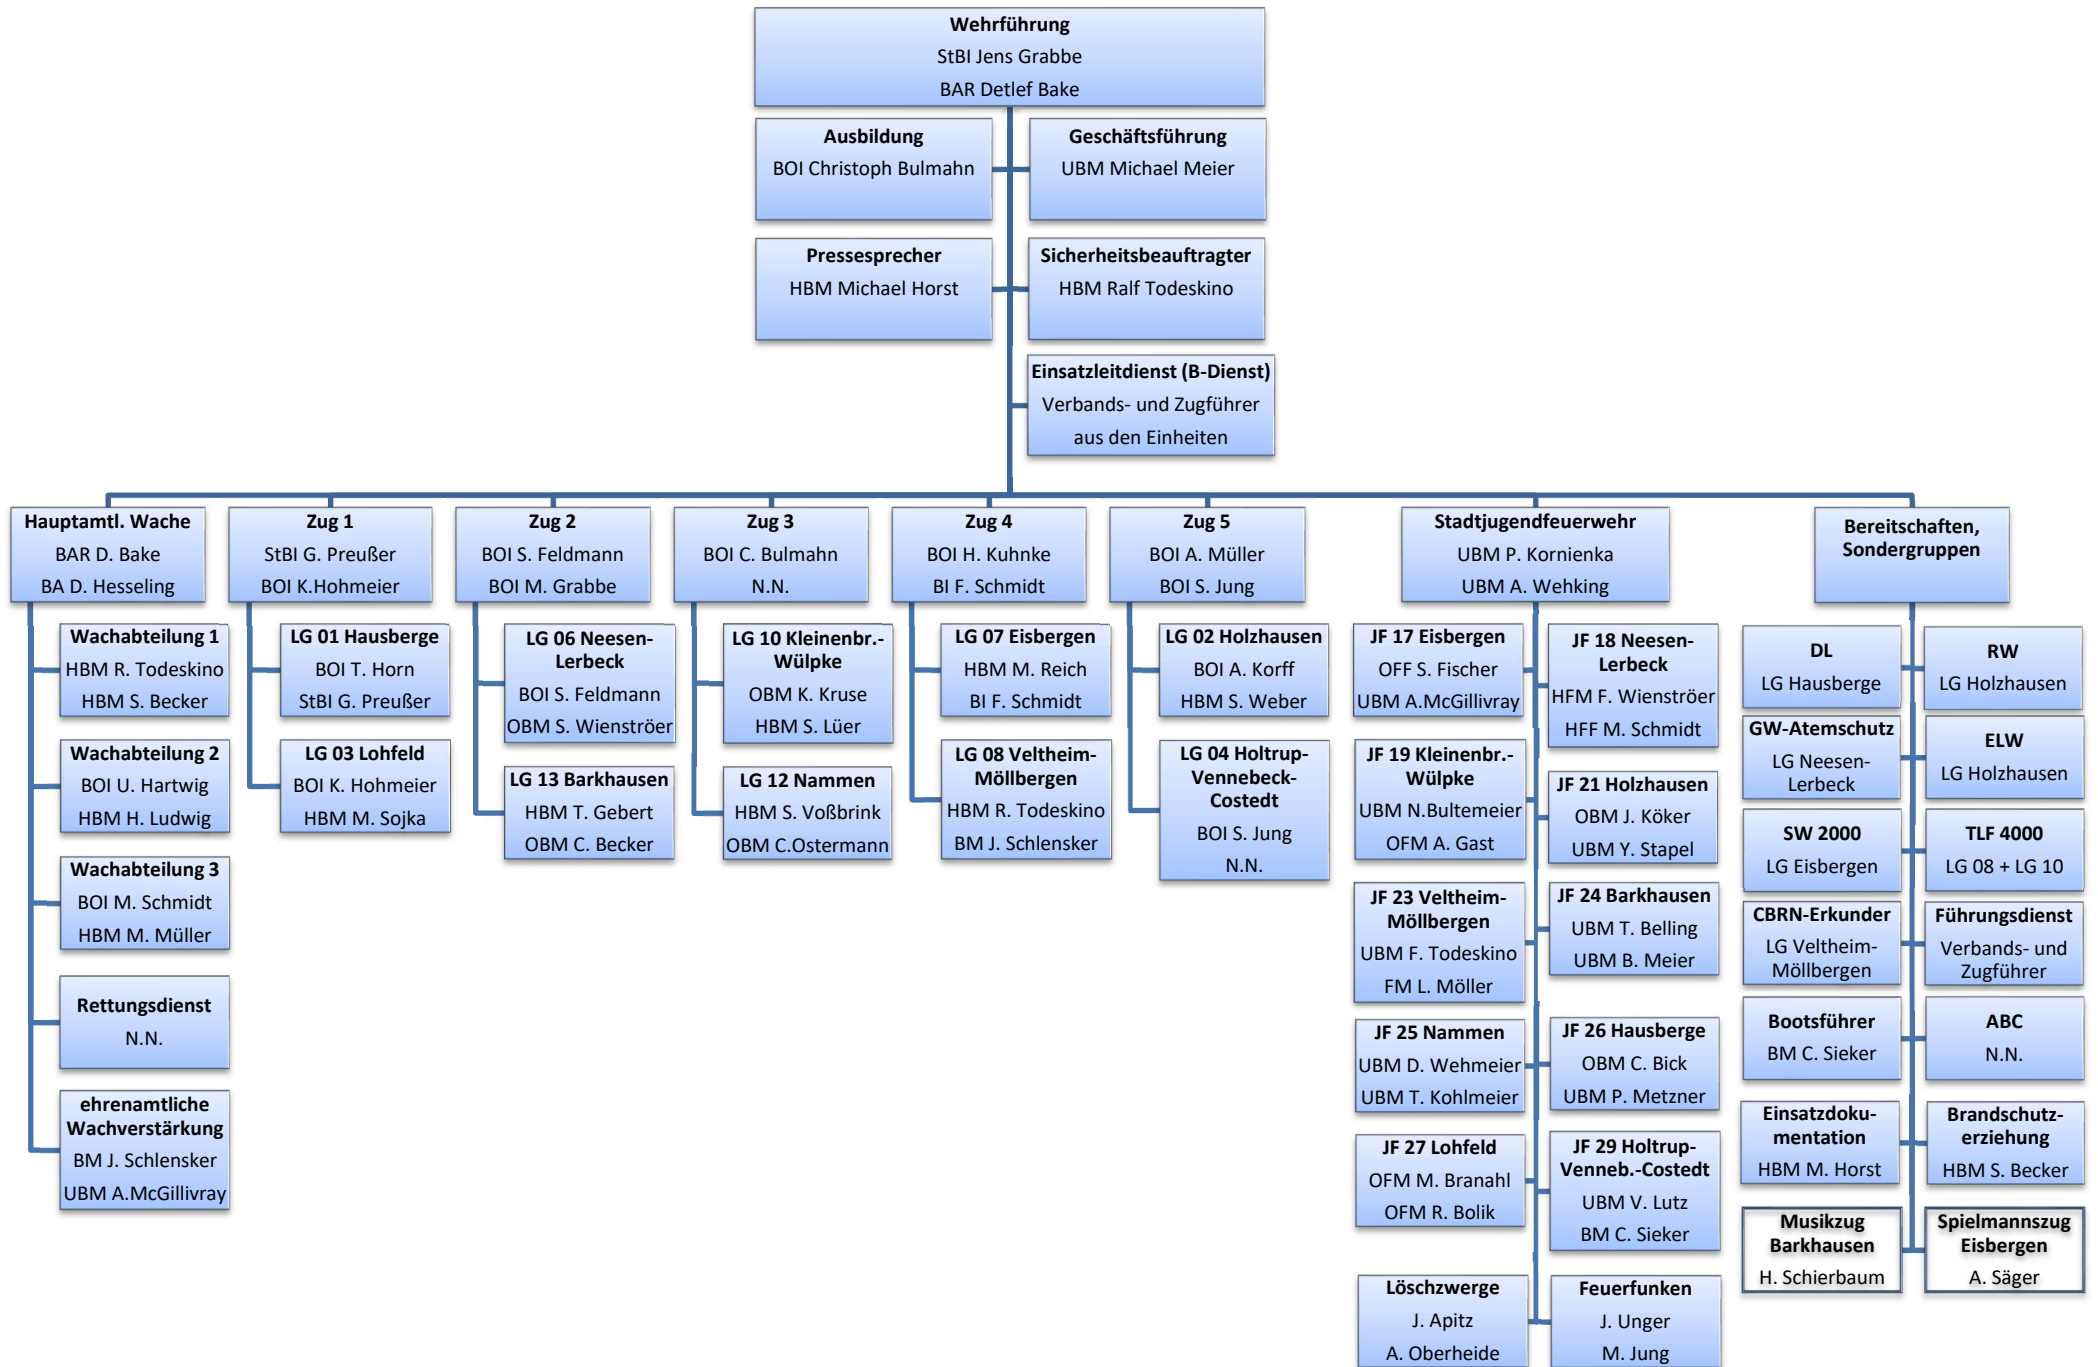 Wehrführung
StBI Jens Grabbe
BAR Detlef Bake
Ausbildung
BOI Christoph Bulmahn
Geschäftsführung
UBM Michael Meier
Pressesprecher
HBM Michael Horst
Sicherheitsbeauftragter
HBM Ralf Todeskino
Einsatzleitdienst (B-Dienst)
Verbands- und Zugführer
aus den Einheiten
Hauptamtl. Wache
BAR D. Bake
BA D. Hesseling
Wachabteilung 1
HBM R. Todeskino
HBM S. Becker
Wachabteilung 2
BOI U. Hartwig
HBM H. Ludwig
Wachabteilung 3
BOI M. Schmidt
HBM M. Müller
Rettungsdienst
N.N.
ehrenamtliche
Wachverstärkung
BM J. Schlensker
UBM A.McGillivray
Zug 1
StBI G. Preußer
BOI K.Hohmeier
LG 01 Hausberge
BOI T. Horn
StBI G. Preußer
LG 03 Lohfeld
BOI K. Hohmeier
HBM M. Sojka
Zug 2
BOI S. Feldmann
BOI M. Grabbe
LG 06 Neesen-
Lerbeck
BOI S. Feldmann
OBM S. Wienströer
LG 13 Barkhausen
HBM T. Gebert
OBM C. Becker
Zug 3
BOI C. Bulmahn
N.N.
LG 10 Kleinenbr.-
Wülpke
OBM K. Kruse
HBM S. Lüer
LG 12 Nammen
HBM S. Voßbrink
OBM C.Ostermann
Zug 4
BOI H. Kuhnke
BI F. Schmidt
LG 07 Eisbergen
HBM M. Reich
BI F. Schmidt
LG 08 Veltheim-
Möllbergen
HBM R. Todeskino
BM J. Schlensker
Zug 5
BOI A. Müller
BOI S. Jung
LG 02 Holzhausen
BOI A. Korff
HBM S. Weber
LG 04 Holtrup-
Vennebeck-
Costedt
BOI S. Jung
N.N.
Stadtjugendfeuerwehr
UBM P. Kornienka
UBM A. Wehking
JF 17 Eisbergen
OFF S. Fischer
UBM A.McGillivray
JF 18 Neesen-
Lerbeck
HFM F. Wienströer
HFF M. Schmidt
JF 19 Kleinenbr.-
Wülpke
UBM N.Bultemeier
OFM A. Gast
JF 21 Holzhausen
OBM J. Köker
UBM Y. Stapel
JF 23 Veltheim-
Möllbergen
UBM F. Todeskino
FM L. Möller
JF 24 Barkhausen
UBM T. Belling
UBM B. Meier
JF 25 Nammen
UBM D. Wehmeier
UBM T. Kohlmeier
JF 26 Hausberge
OBM C. Bick
UBM P. Metzner
JF 27 Lohfeld
OFM M. Branahl
OFM R. Bolik
JF 29 Holtrup-
Venneb.-Costedt
UBM V. Lutz
BM C. Sieker
Löschzwerge
J. Apitz
A. Oberheide
Feuerfunken
J. Unger
M. Jung
Bereitschaften,
Sondergruppen
DL
LG Hausberge
RW
LG Holzhausen
GW-Atemschutz
LG Neesen-
Lerbeck
ELW
LG Holzhausen
SW 2000
LG Eisbergen
TLF 4000
LG 08 + LG 10
CBRN-Erkunder
LG Veltheim-
Möllbergen
Führungsdienst
Verbands- und
Zugführer
Bootsführer
BM C. Sieker
ABC
N.N.
Einsatzdoku-
mentation
HBM M. Horst
Brandschutz-
erziehung
HBM S. Becker
Musikzug
Barkhausen
H. Schierbaum
Spielmannszug
Eisbergen
A. Säger